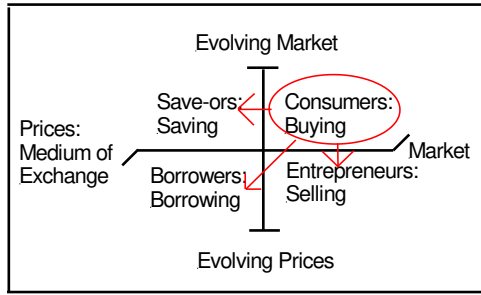 Evolving Market
Save-ors:
Saving
Consumers:
Buying
Prices:
Medium of
Exchange
Market
Borrowers:
Borrowing
Entrepreneurs:
Selling
Evolving Prices